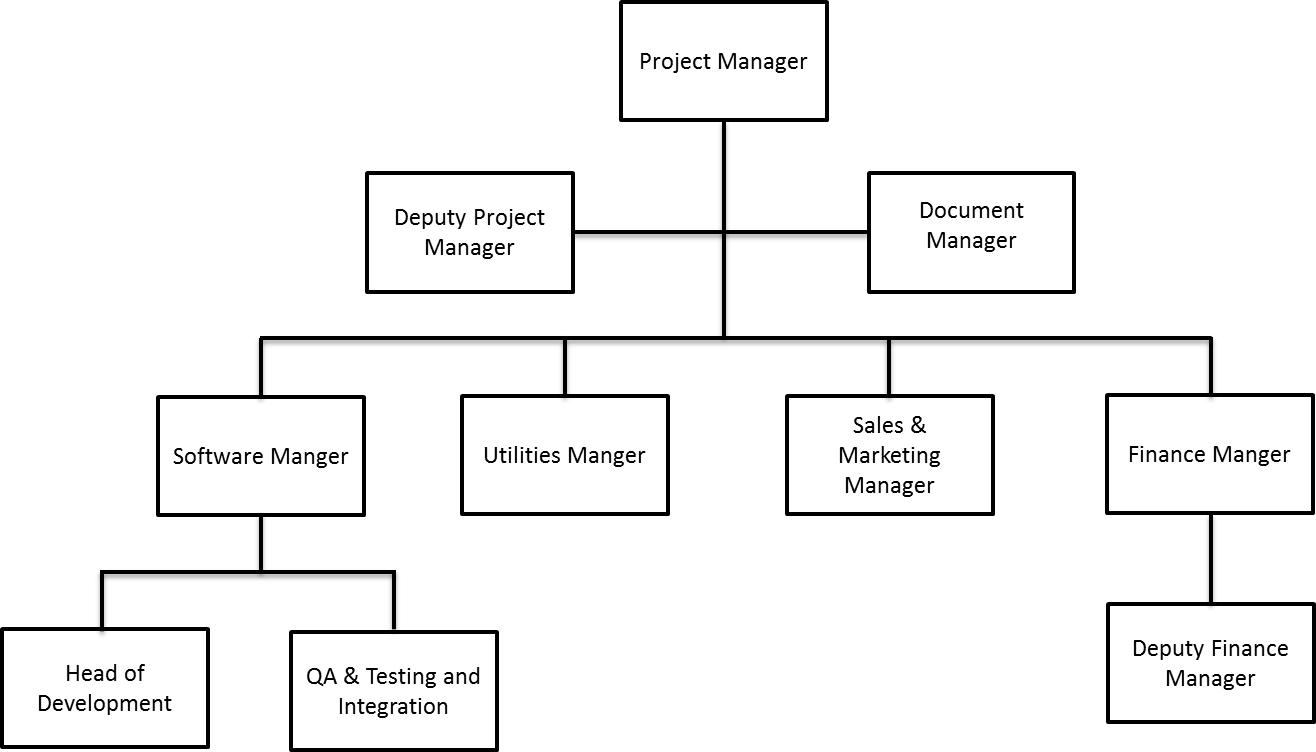 Project Manager
Deputy Project
Manager
Document
Manager
Software Manger
Utilities Manger
Sales &
Marketing
Manager
Finance Manger
Head of
Development
QA & Testing and
Integration
Deputy Finance
Manager